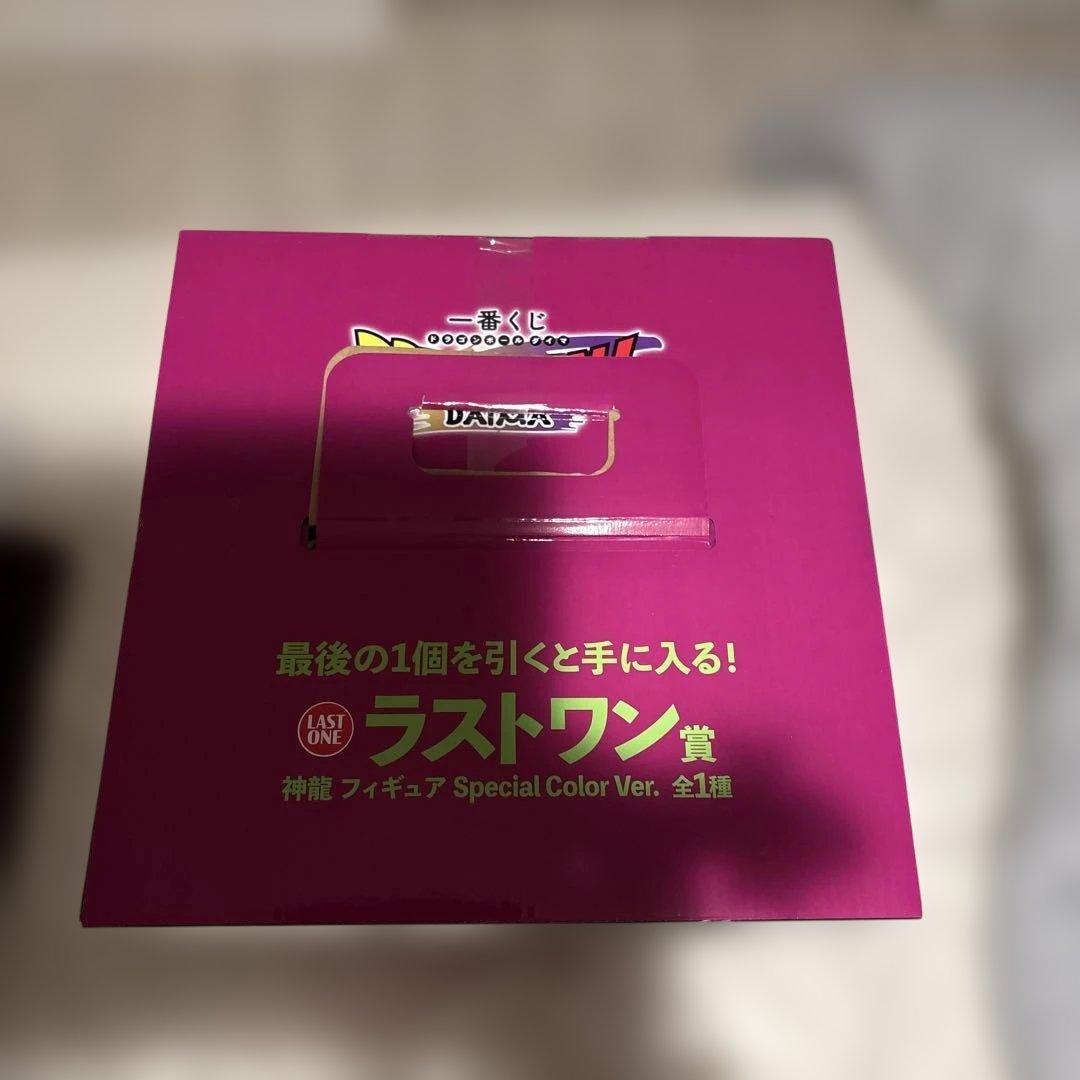 一番くじ
ドラゴンボール ダイマ
DAIMA
最後の1個を引くと手に入る!
LAST
ONE
ラストワン賞
神龍 フィギュア Special Color Ver. 全1種